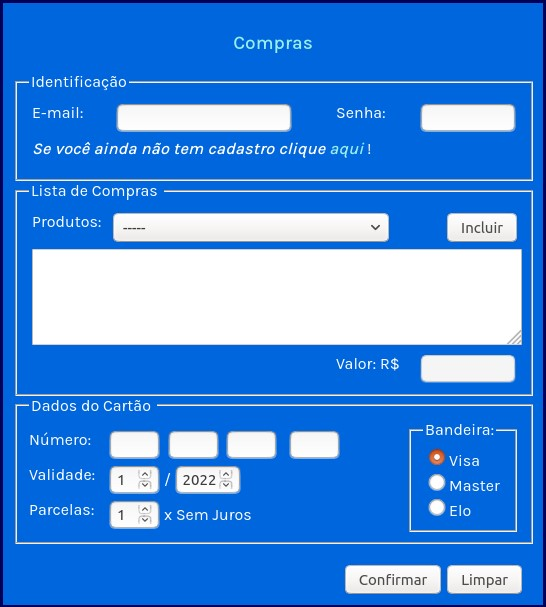 Compras
Identificação
E-mail: Senha:
Se você ainda não tem cadastro clique aqui !
Lista de Compras
Produtos: ----- Incluir
Valor: R$
Dados do Cartão
Número: Bandeira:
Visa
Validade: 1 / 2022
Master
Parcelas: 1 x Sem Juros
Elo
Confirmar Limpar